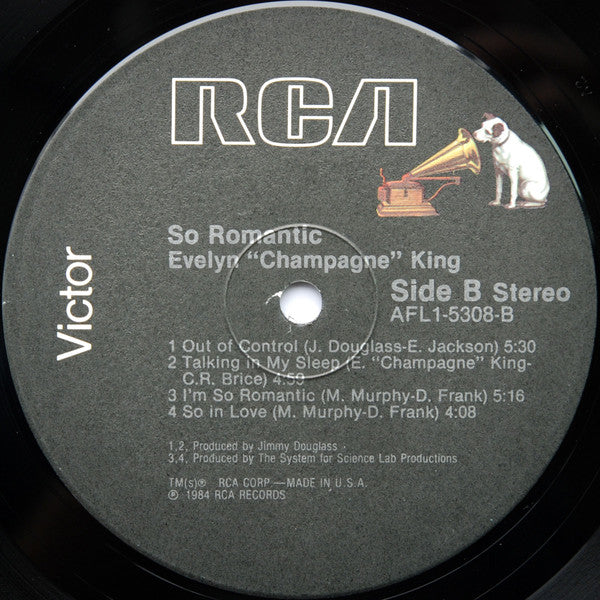 RCA
Victor
So Romantic
Evelyn "Champagne" King
Side B Stereo
AFL1-5308-B
1 Out of Control (J. Douglass-E. Jackson) 5:30
2 Talking in My Sleep (E. "Champagne" King-
C.R. Brice) 4:59
3 I'm So Romantic (M. Murphy-D. Frank) 5:16
4 So in Love (M. Murphy-D. Frank) 4:08
1,2, Produced by Jimmy Douglass
3,4, Produced by The System for Science Lab Productions
TM(s)® RCA CORP.—MADE IN U.S.A.
℗ 1984 RCA RECORDS